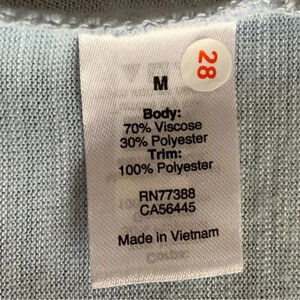 28
M
Body:
70% Viscose
30% Polyester
Trim:
100% Polyester
RN77388
CA56445
Made in Vietnam